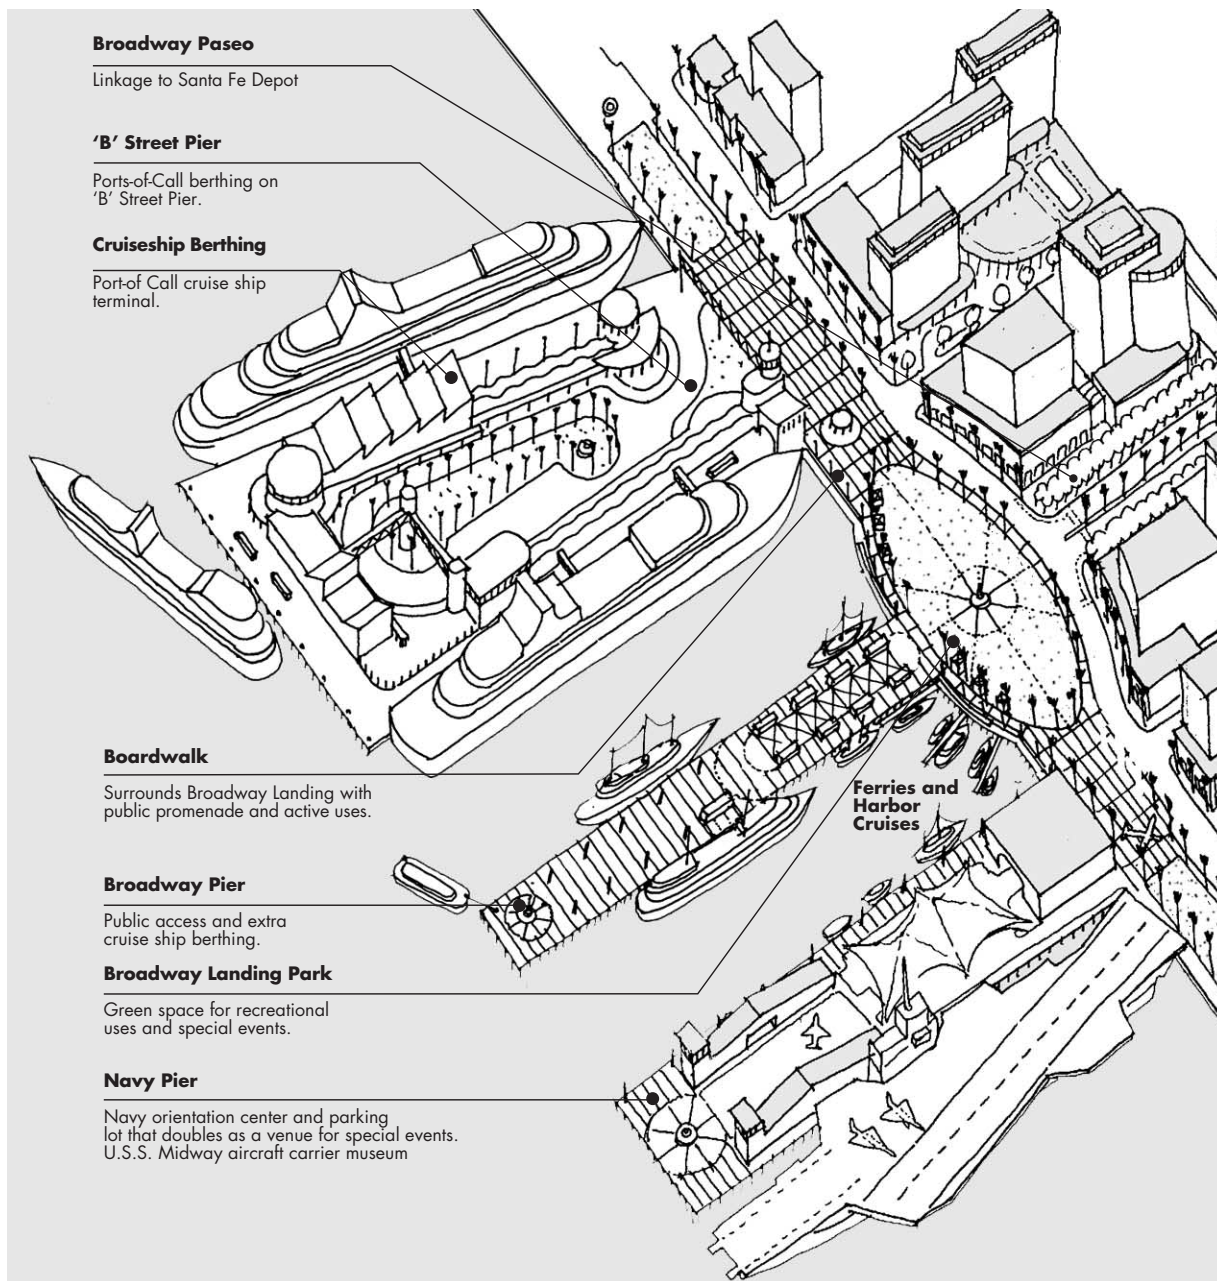 Broadway Paseo
Linkage to Santa Fe Depot
‘B’ Street Pier
Ports-of-Call berthing on
‘B’ Street Pier.
Cruiseship Berthing
Port-of Call cruise ship
terminal.
Boardwalk
Surrounds Broadway Landing with
public promenade and active uses.
Ferries and
Harbor
Cruises
Broadway Pier
Public access and extra
cruise ship berthing.
Broadway Landing Park
Green space for recreational
uses and special events.
Navy Pier
Navy orientation center and parking
lot that doubles as a venue for special events.
U.S.S. Midway aircraft carrier museum